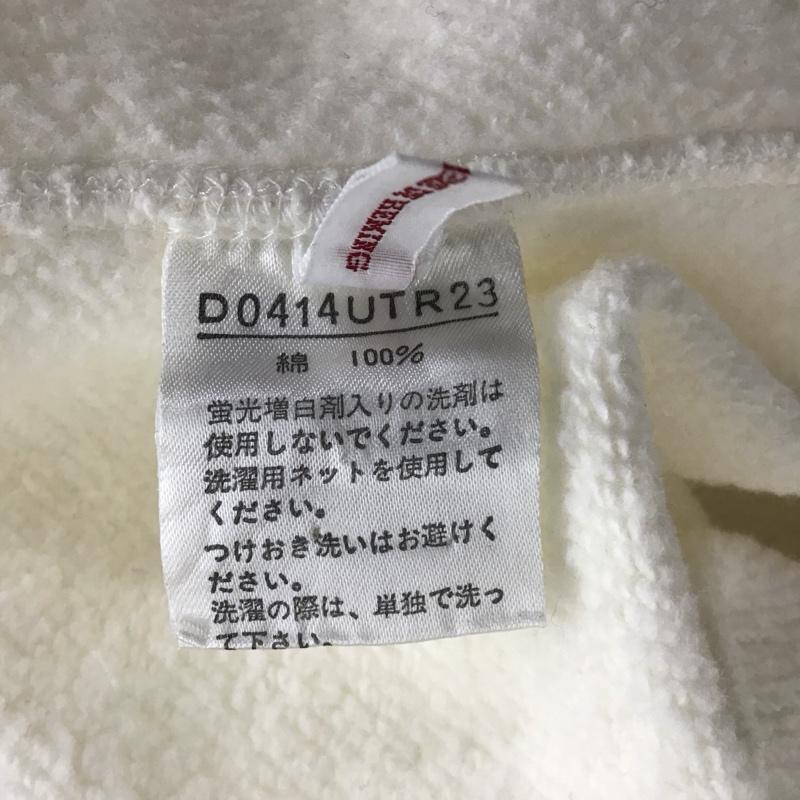 HEMING
D0414UTR23
綿 100%
蛍光増白剤入りの洗剤は
使用しないでください。
洗濯用ネットを使用して
ください。
つけおき洗いはお避けく
ださい。
洗濯の際は、単独で洗っ
て下さい。